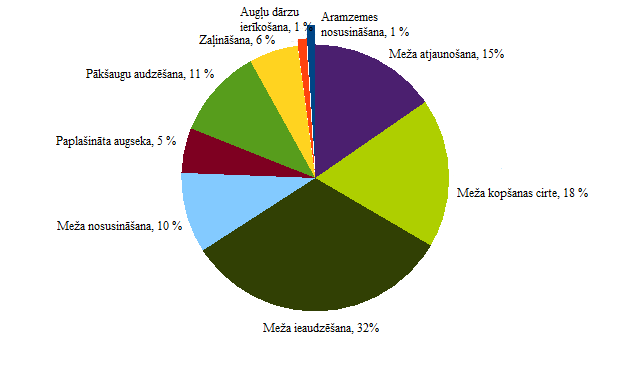 Augļu dārzu
ierīkošana, 1 %
Aramzemes
nosusināšana, 1 %
Zaļināšana, 6 %
Meža atjaunošana, 15%
Pākšaugu audzēšana, 11 %
Paplašināta augseka, 5 %
Meža kopšanas cirte, 18 %
Meža nosusināšana, 10 %
Meža ieaudzēšana, 32%